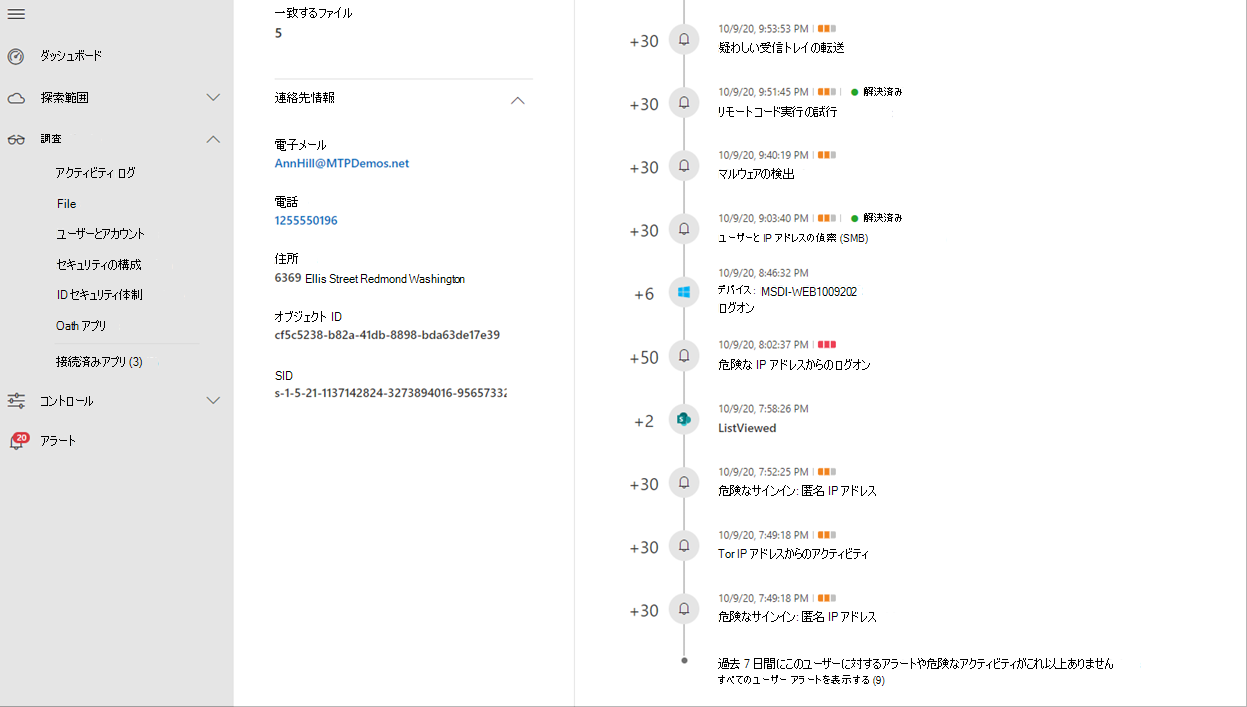 ダッシュボード
探索範囲
調査
アクティビティ ログ
File
ユーザーとアカウント
セキュリティの構成
ID セキュリティ体制
Oath アプリ
接続済みアプリ (3)
コントロール
20
アラート
一致するファイル
5
連絡先情報
電子メール
AnnHill@MTPDemos.net
電話
1255550196
住所
6369 Ellis Street Redmond Washington
オブジェクト ID
cf5c5238-b82a-41db-8898-bda63de17e39
SID
s-1-5-21-1137142824-3273894016-95657332
10/9/20, 9:53:53 PM
+30
疑わしい受信トレイの転送
10/9/20, 9:51:45 PM 解決済み
+30
リモート コード実行の試行
10/9/20, 9:40:19 PM
+30
マルウェアの検出
10/9/20, 9:03:40 PM 解決済み
+30
ユーザーと IP アドレスの偵察 (SMB)
10/9/20, 8:46:32 PM
+6
デバイス: MSDI-WEB1009202
ログオン
10/9/20, 8:02:37 PM
+50
危険な IP アドレスからのログオン
10/9/20, 7:58:26 PM
+2
ListViewed
10/9/20, 7:52:25 PM
+30
危険なサインイン: 匿名 IP アドレス
10/9/20, 7:49:18 PM
+30
Tor IP アドレスからのアクティビティ
10/9/20, 7:49:18 PM
+30
危険なサインイン: 匿名 IP アドレス
過去 7 日間にこのユーザーに対するアラートや危険なアクティビティがこれ以上ありません
すべてのユーザー アラートを表示する (9)